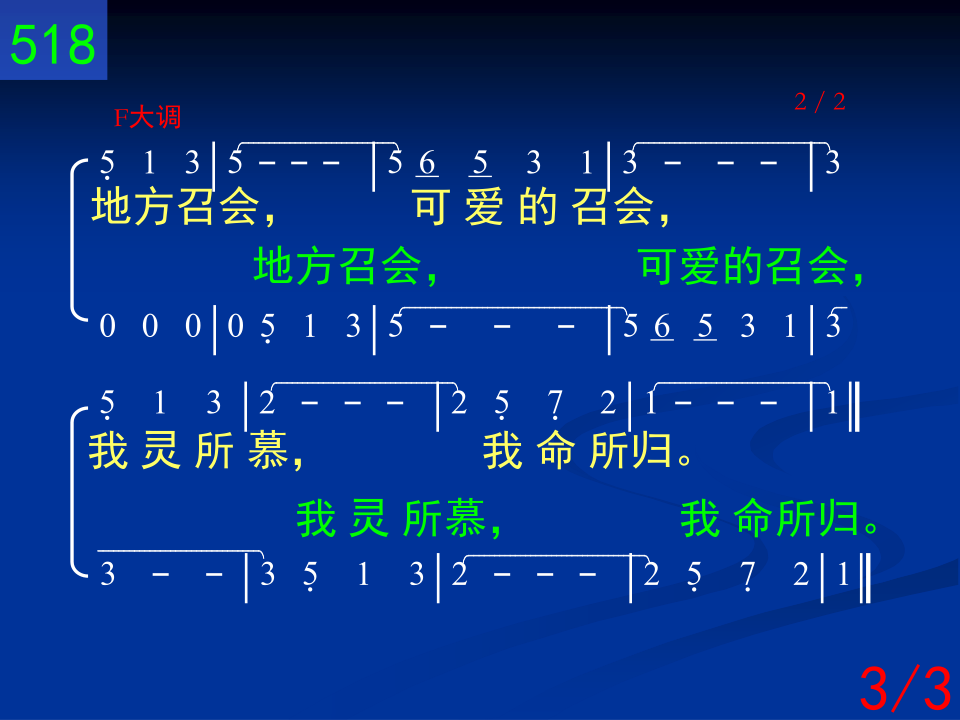 518
F大调 2/2
5̣ 1 3 | 5 - - - | 5 6̲ 5̲ 3 1 | 3 - - - | 3
地方召会， 可 爱 的 召会，
地方召会， 可爱的召会，
0 0 0 | 0 5̣ 1 3 | 5 - - - | 5 6̲ 5̲ 3 1 | 3
5̣ 1 3 | 2 - - - | 2 5̣ 7̣ 2 | 1 - - - | 1 ‖
我 灵 所 慕， 我 命 所归。
我 灵 所慕， 我 命所归。
3 - - | 3 5̣ 1 3 | 2 - - - | 2 5̣ 7̣ 2 | 1 ‖
3/3